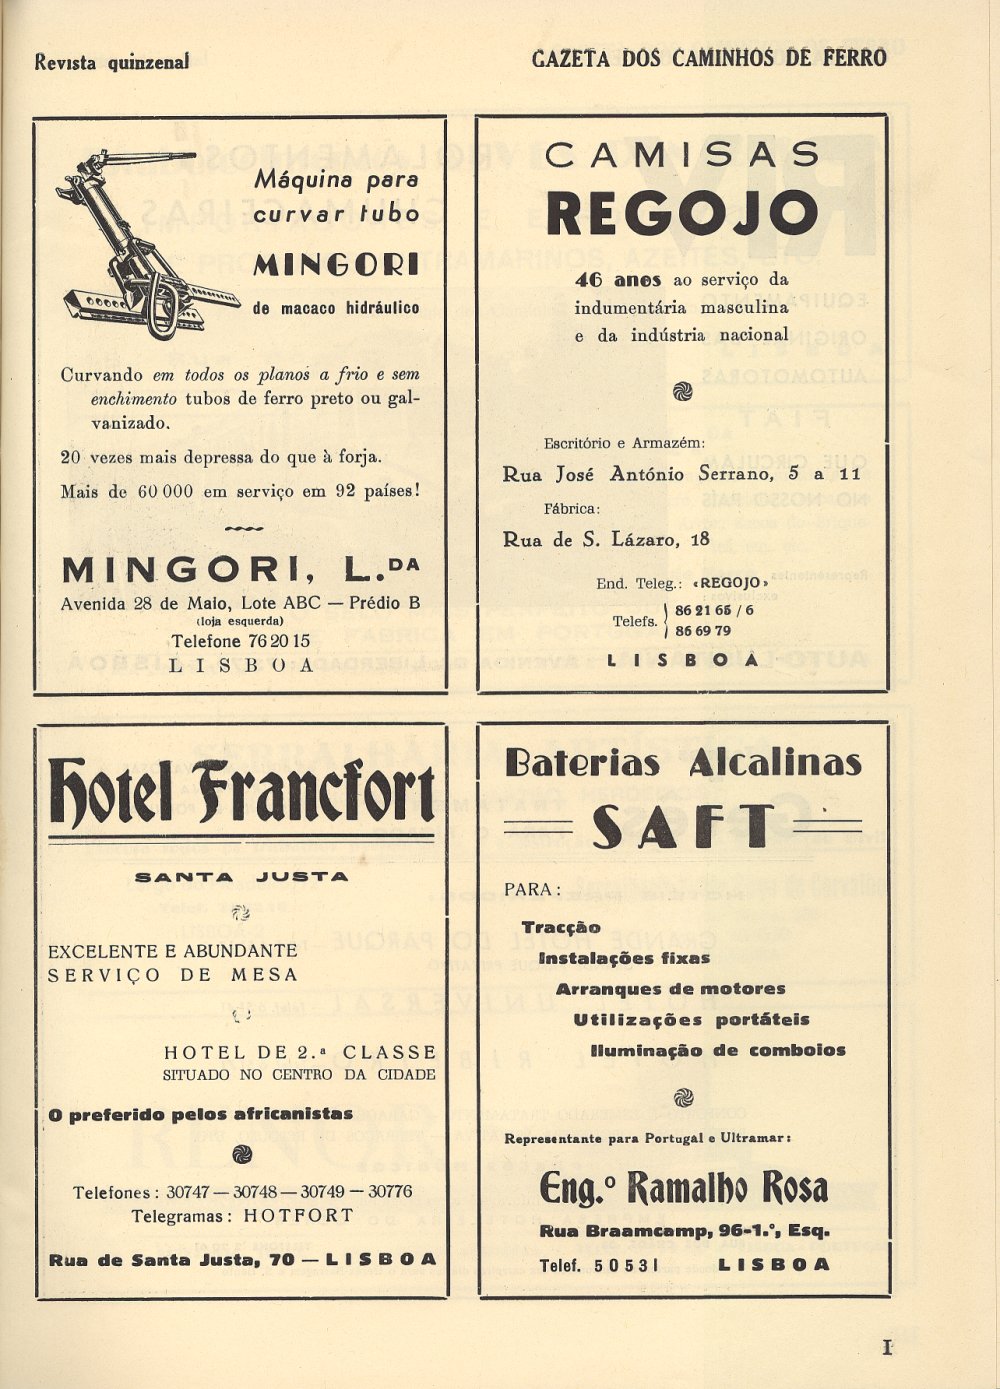 Revista quinzenal
GAZETA DOS CAMINHOS DE FERRO
Máquina para
curvar tubo
MINGORI
de macaco hidráulico
Curvando em todos os planos a frio e sem
enchimento tubos de ferro preto ou gal-
vanizado.
20 vezes mais depressa do que à forja.
Mais de 60 000 em serviço em 92 países!
MINGORI, L.DA
Avenida 28 de Maio, Lote ABC — Prédio B
(loja esquerda)
Telefone 76 20 15
LISBOA
CAMISAS
REGOJO
46 anos ao serviço da
indumentária masculina
e da indústria nacional
Escritório e Armazém:
Rua José António Serrano, 5 a 11
Fábrica:
Rua de S. Lázaro, 18
End. Teleg.: «REGOJO»
Telefs. 86 21 65 / 6
86 69 79
LISBOA
Hotel Francfort
SANTA JUSTA
EXCELENTE E ABUNDANTE
SERVIÇO DE MESA
HOTEL DE 2.ª CLASSE
SITUADO NO CENTRO DA CIDADE
O preferido pelos africanistas
Telefones: 30747 — 30748 — 30749 — 30776
Telegramas: HOTFORT
Rua de Santa Justa, 70 — LISBOA
Baterias Alcalinas
SAFT
PARA:
Tracção
Instalações fixas
Arranques de motores
Utilizações portáteis
Iluminação de comboios
Representante para Portugal e Ultramar:
Eng.º Ramalho Rosa
Rua Braamcamp, 96-1.º, Esq.
Telef. 50531 LISBOA
I